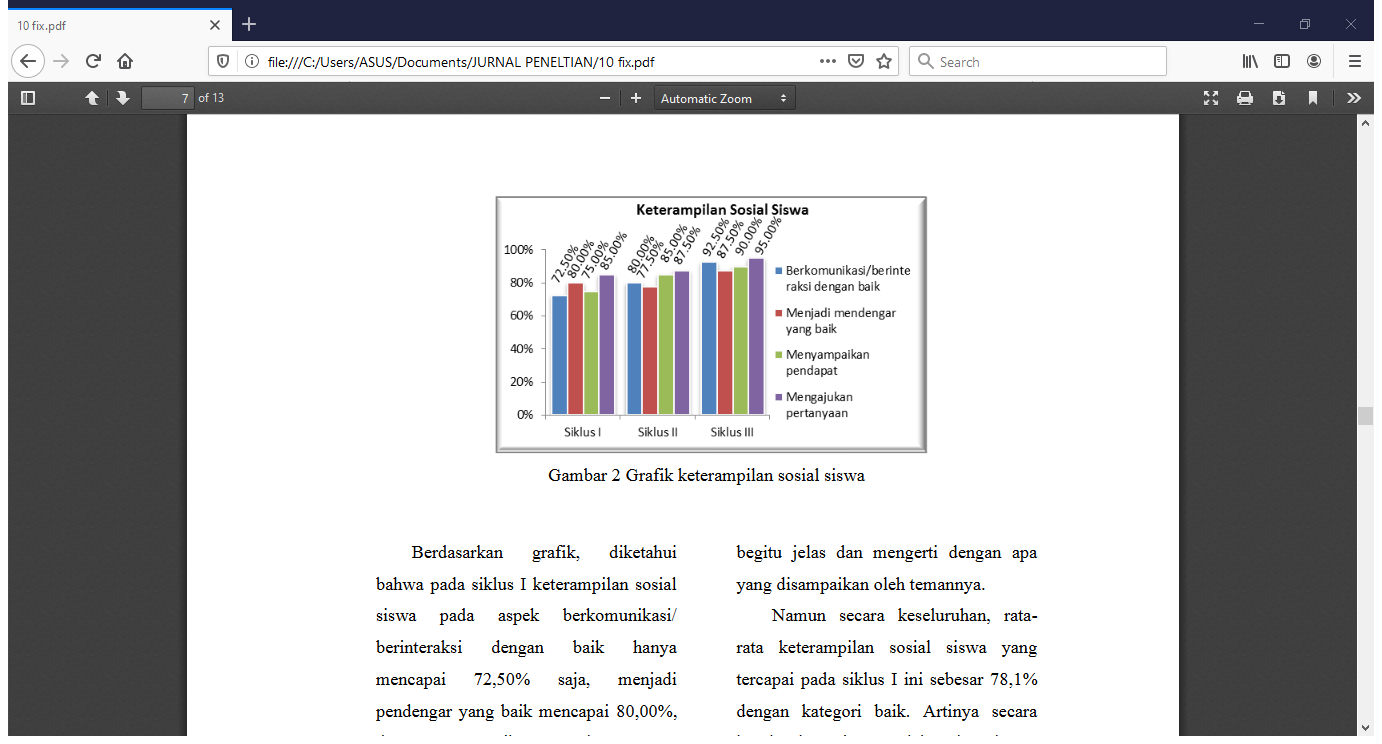 10 fix.pdf
file:///C:/Users/ASUS/Documents/JURNAL PENELTIAN/10 fix.pdf
Search
7 of 13
Automatic Zoom
Keterampilan Sosial Siswa
72.50% 80.00% 75.00% 85.00% 80.00% 77.50% 85.00% 87.50% 92.50% 87.50% 90.00% 95.00%
100%
80%
60%
40%
20%
0%
Siklus I Siklus II Siklus III
Berkomunikasi/berinte
raksi dengan baik
Menjadi mendengar
yang baik
Menyampaikan
pendapat
Mengajukan
pertanyaan
Gambar 2 Grafik keterampilan sosial siswa
Berdasarkan grafik, diketahui
bahwa pada siklus I keterampilan sosial
siswa pada aspek berkomunikasi/
berinteraksi dengan baik hanya
mencapai 72,50% saja, menjadi
pendengar yang baik mencapai 80,00%,
begitu jelas dan mengerti dengan apa
yang disampaikan oleh temannya.
Namun secara keseluruhan, rata-
rata keterampilan sosial siswa yang
tercapai pada siklus I ini sebesar 78,1%
dengan kategori baik. Artinya secara